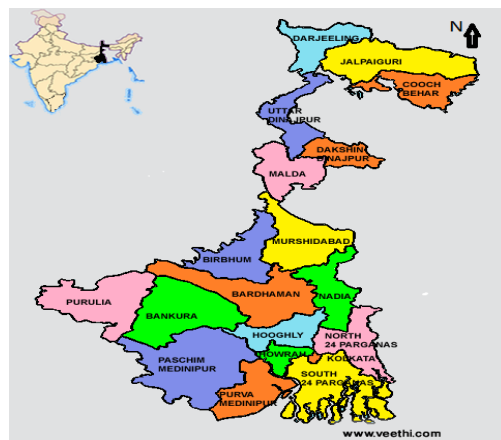 N
DARJEELING
JALPAIGURI
COOCH
BEHAR
UTTAR
DINAJPUR
DAKSHIN
DINAJPUR
MALDA
MURSHIDABAD
BIRBHUM
BARDHAMAN
NADIA
PURULIA
BANKURA
HOOGHLY
NORTH
24 PARGANAS
HOWRAH
KOLKATA
PASCHIM
MEDINIPUR
SOUTH
24 PARGANAS
PURVA
MEDINIPUR
www.veethi.com